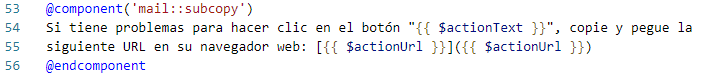 53 @component('mail::subcopy')
54 Si tiene problemas para hacer clic en el botón "{{ $actionText }}", copie y pegue la
55 siguiente URL en su navegador web: [{{ $actionUrl }}]({{ $actionUrl }})
56 @endcomponent